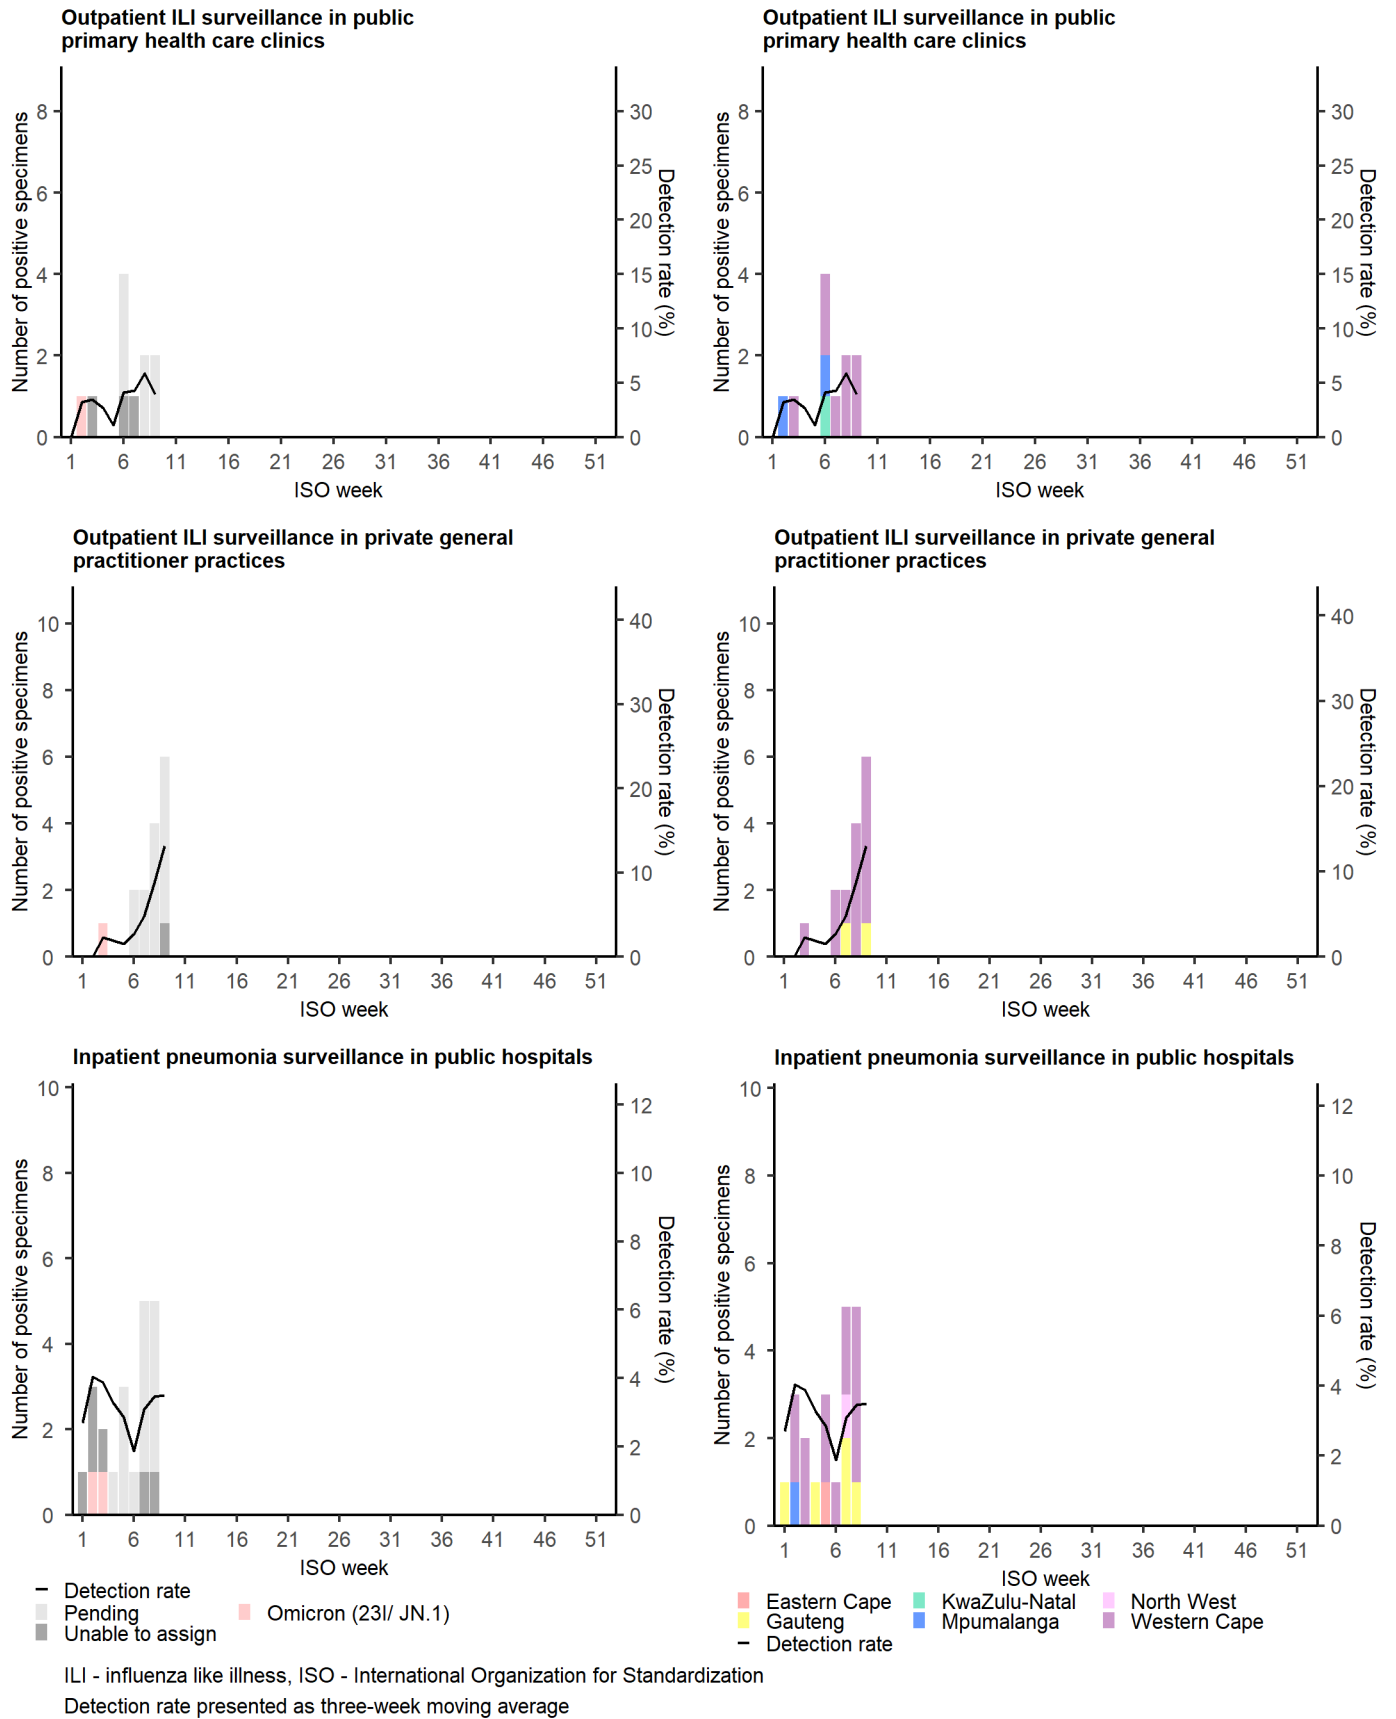 Outpatient ILI surveillance in public
primary health care clinics
Number of positive specimens
8
6
4
2
0
30
25
20
15
10
5
0
Detection rate (%)
1 6 11 16 21 26 31 36 41 46 51
ISO week
Outpatient ILI surveillance in public
primary health care clinics
Number of positive specimens
8
6
4
2
0
30
25
20
15
10
5
0
Detection rate (%)
1 6 11 16 21 26 31 36 41 46 51
ISO week
Outpatient ILI surveillance in private general
practitioner practices
Number of positive specimens
10
8
6
4
2
0
40
30
20
10
0
Detection rate (%)
1 6 11 16 21 26 31 36 41 46 51
ISO week
Outpatient ILI surveillance in private general
practitioner practices
Number of positive specimens
10
8
6
4
2
0
40
30
20
10
0
Detection rate (%)
1 6 11 16 21 26 31 36 41 46 51
ISO week
Inpatient pneumonia surveillance in public hospitals
Number of positive specimens
10
8
6
4
2
0
12
10
8
6
4
2
0
Detection rate (%)
1 6 11 16 21 26 31 36 41 46 51
ISO week
Detection rate
Pending
Unable to assign
Omicron (23I/ JN.1)
Inpatient pneumonia surveillance in public hospitals
Number of positive specimens
10
8
6
4
2
0
12
10
8
6
4
2
0
Detection rate (%)
1 6 11 16 21 26 31 36 41 46 51
ISO week
Eastern Cape
Gauteng
Detection rate
KwaZulu-Natal
Mpumalanga
North West
Western Cape
ILI - influenza like illness, ISO - International Organization for Standardization
Detection rate presented as three-week moving average